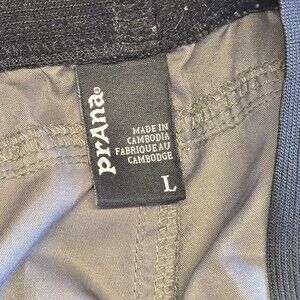 prAna®
MADE IN
CAMBODIA
FABRIQUE AU
CAMBODGE
L